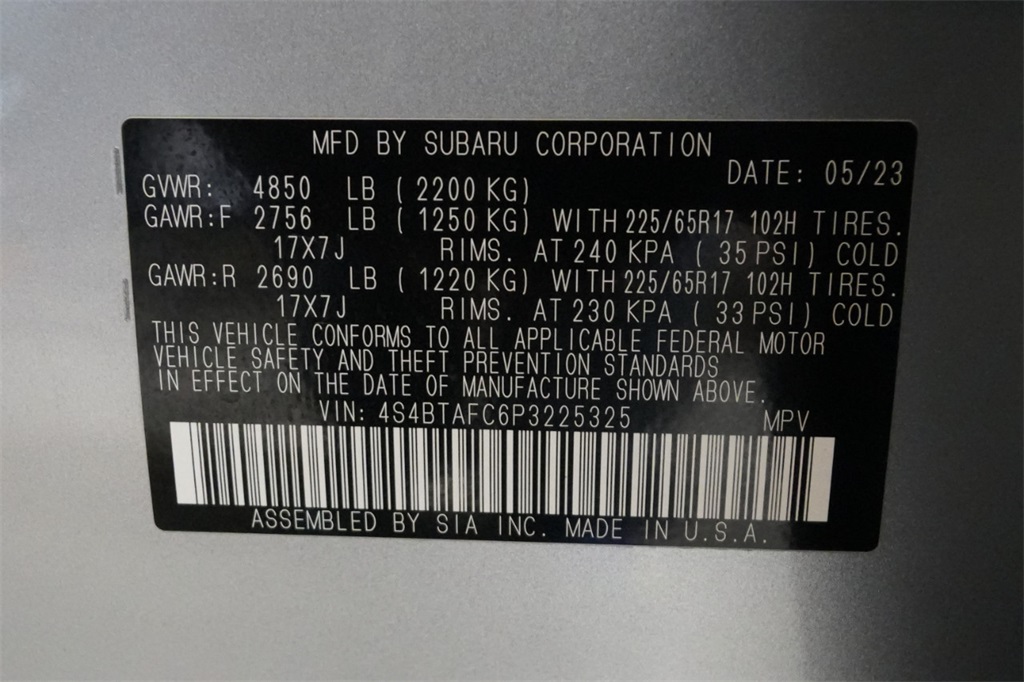 MFD BY SUBARU CORPORATION
DATE: 05/23
GVWR: 4850 LB ( 2200 KG)
GAWR:F 2756 LB ( 1250 KG) WITH 225/65R17 102H TIRES.
17X7J RIMS. AT 240 KPA ( 35 PSI) COLD
GAWR:R 2690 LB ( 1220 KG) WITH 225/65R17 102H TIRES.
17X7J RIMS. AT 230 KPA ( 33 PSI) COLD
THIS VEHICLE CONFORMS TO ALL APPLICABLE FEDERAL MOTOR
VEHICLE SAFETY AND THEFT PREVENTION STANDARDS
IN EFFECT ON THE DATE OF MANUFACTURE SHOWN ABOVE.
VIN: 4S4BTAFC6P3225325 MPV
ASSEMBLED BY SIA INC. MADE IN U.S.A.